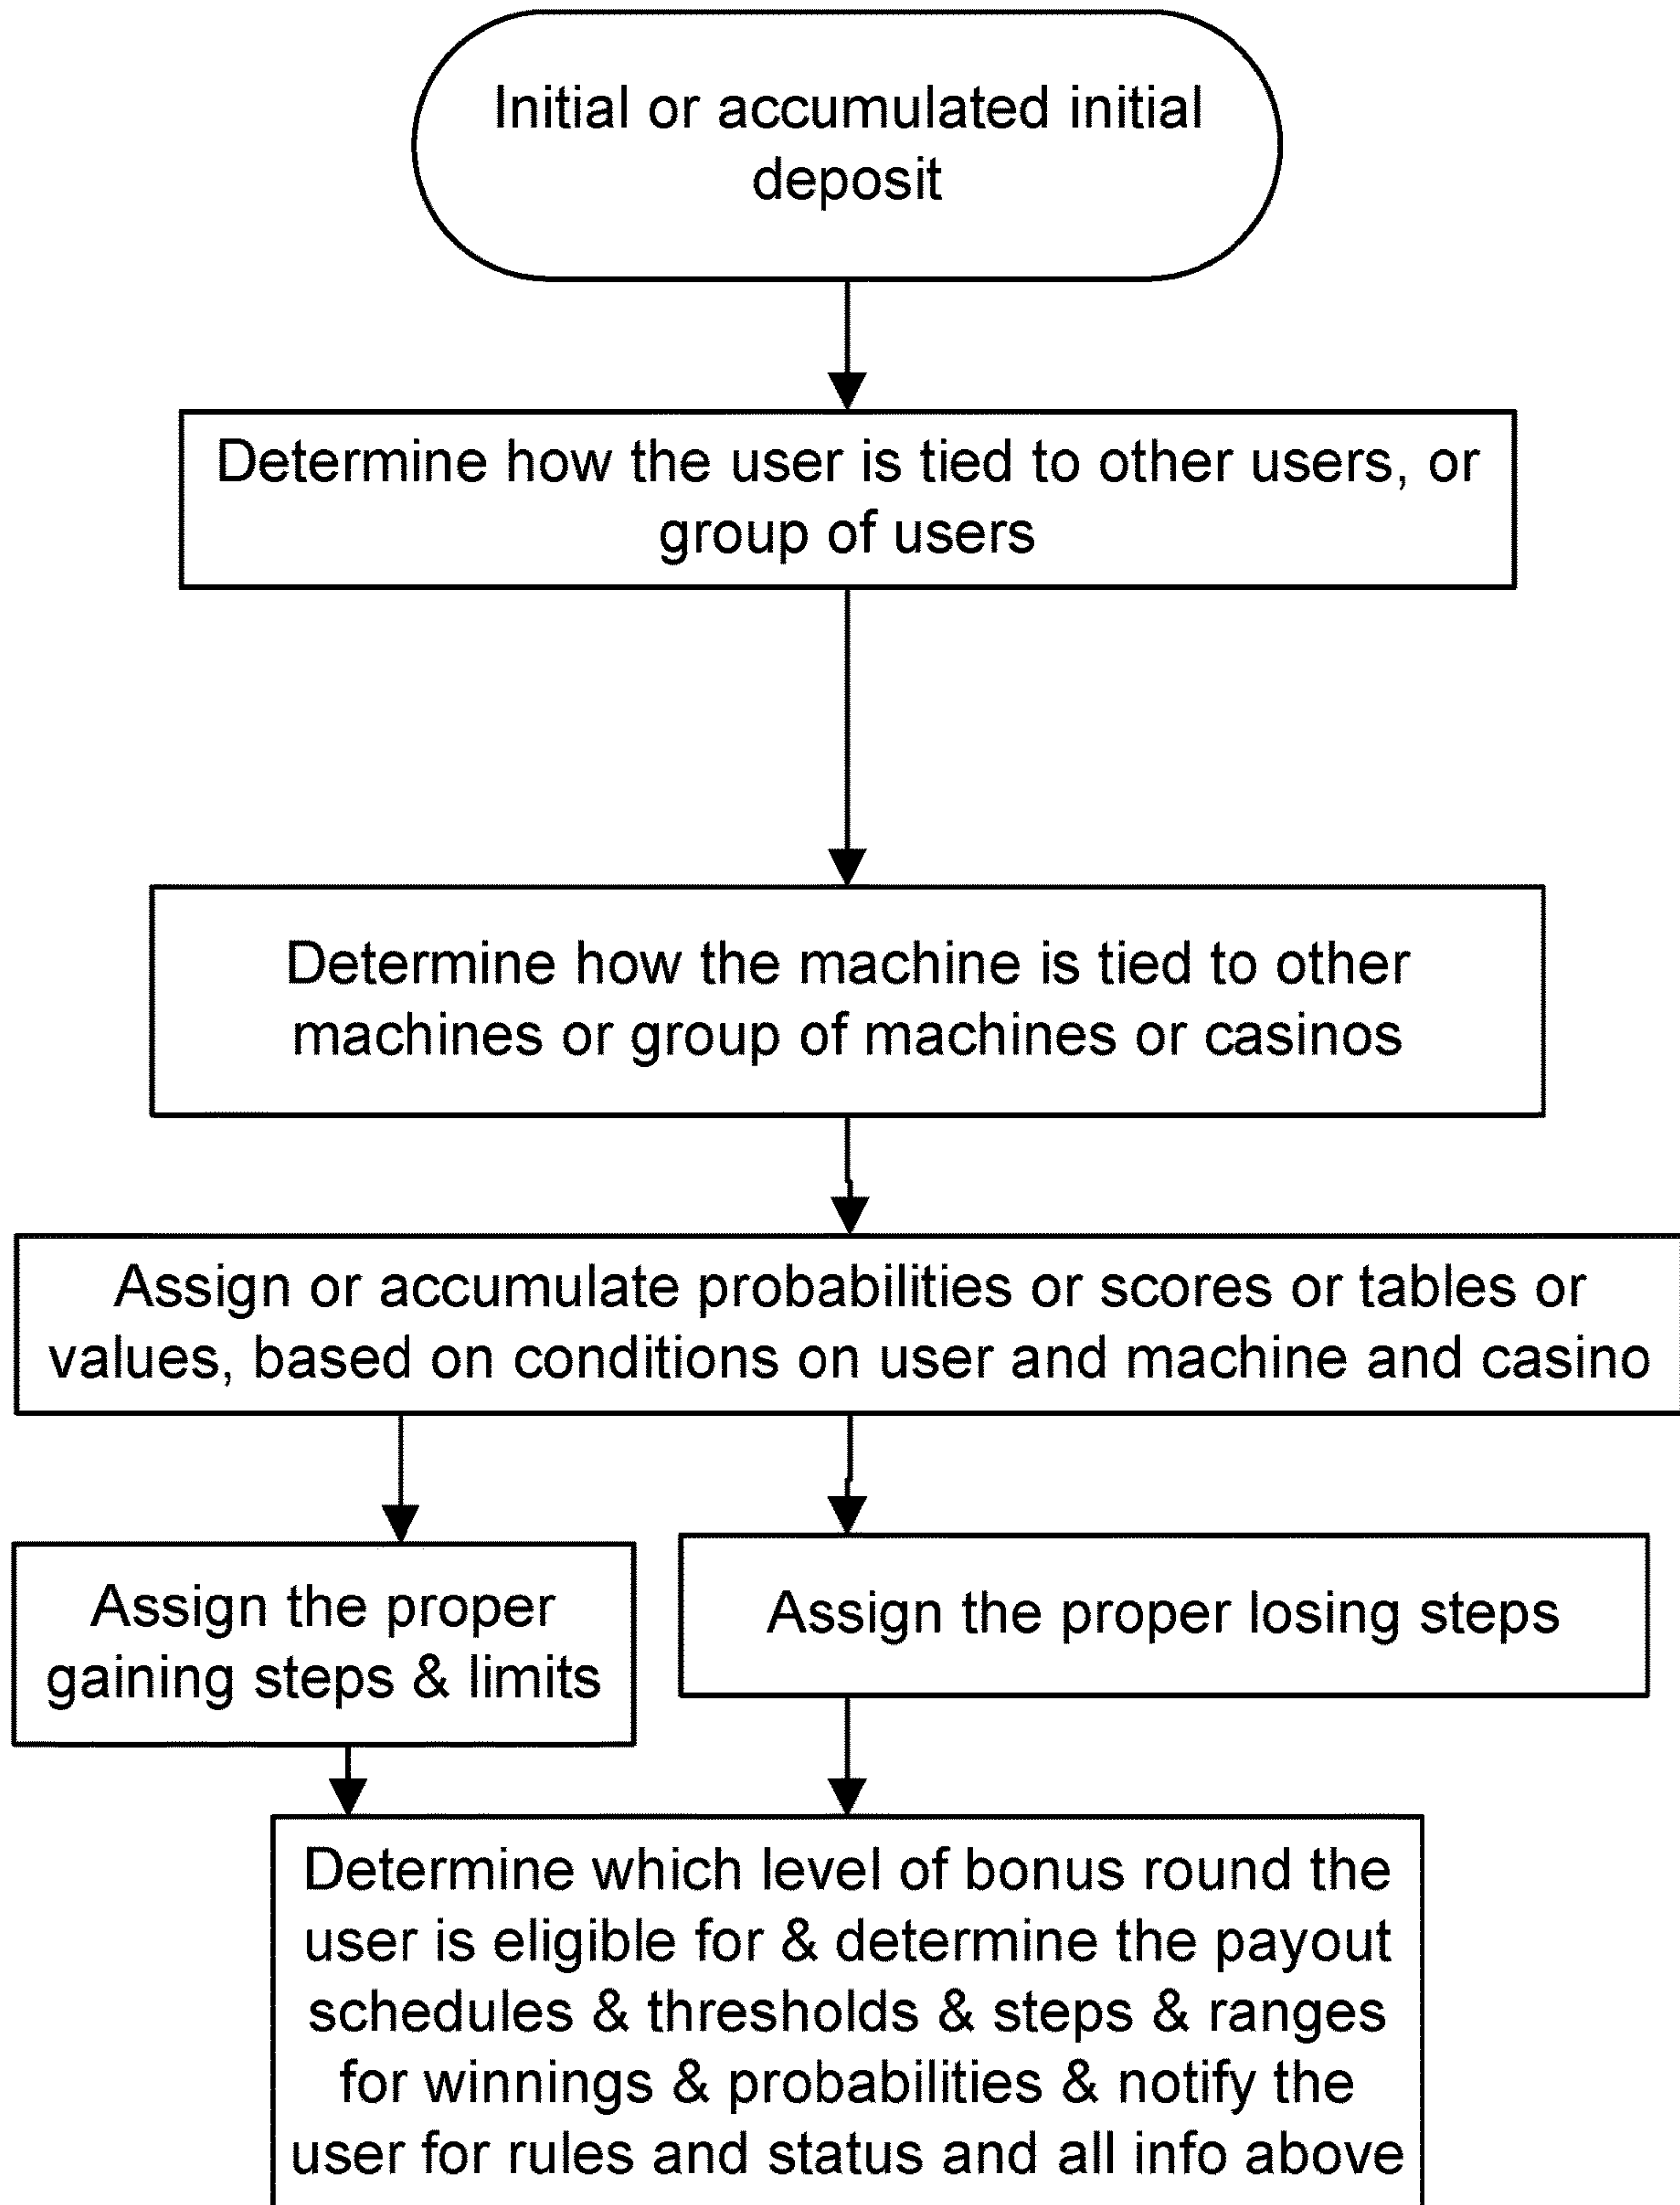 Initial or accumulated initial
deposit
Determine how the user is tied to other users, or
group of users
Determine how the machine is tied to other
machines or group of machines or casinos
Assign or accumulate probabilities or scores or tables or
values, based on conditions on user and machine and casino
Assign the proper
gaining steps & limits
Assign the proper losing steps
Determine which level of bonus round the
user is eligible for & determine the payout
schedules & thresholds & steps & ranges
for winnings & probabilities & notify the
user for rules and status and all info above